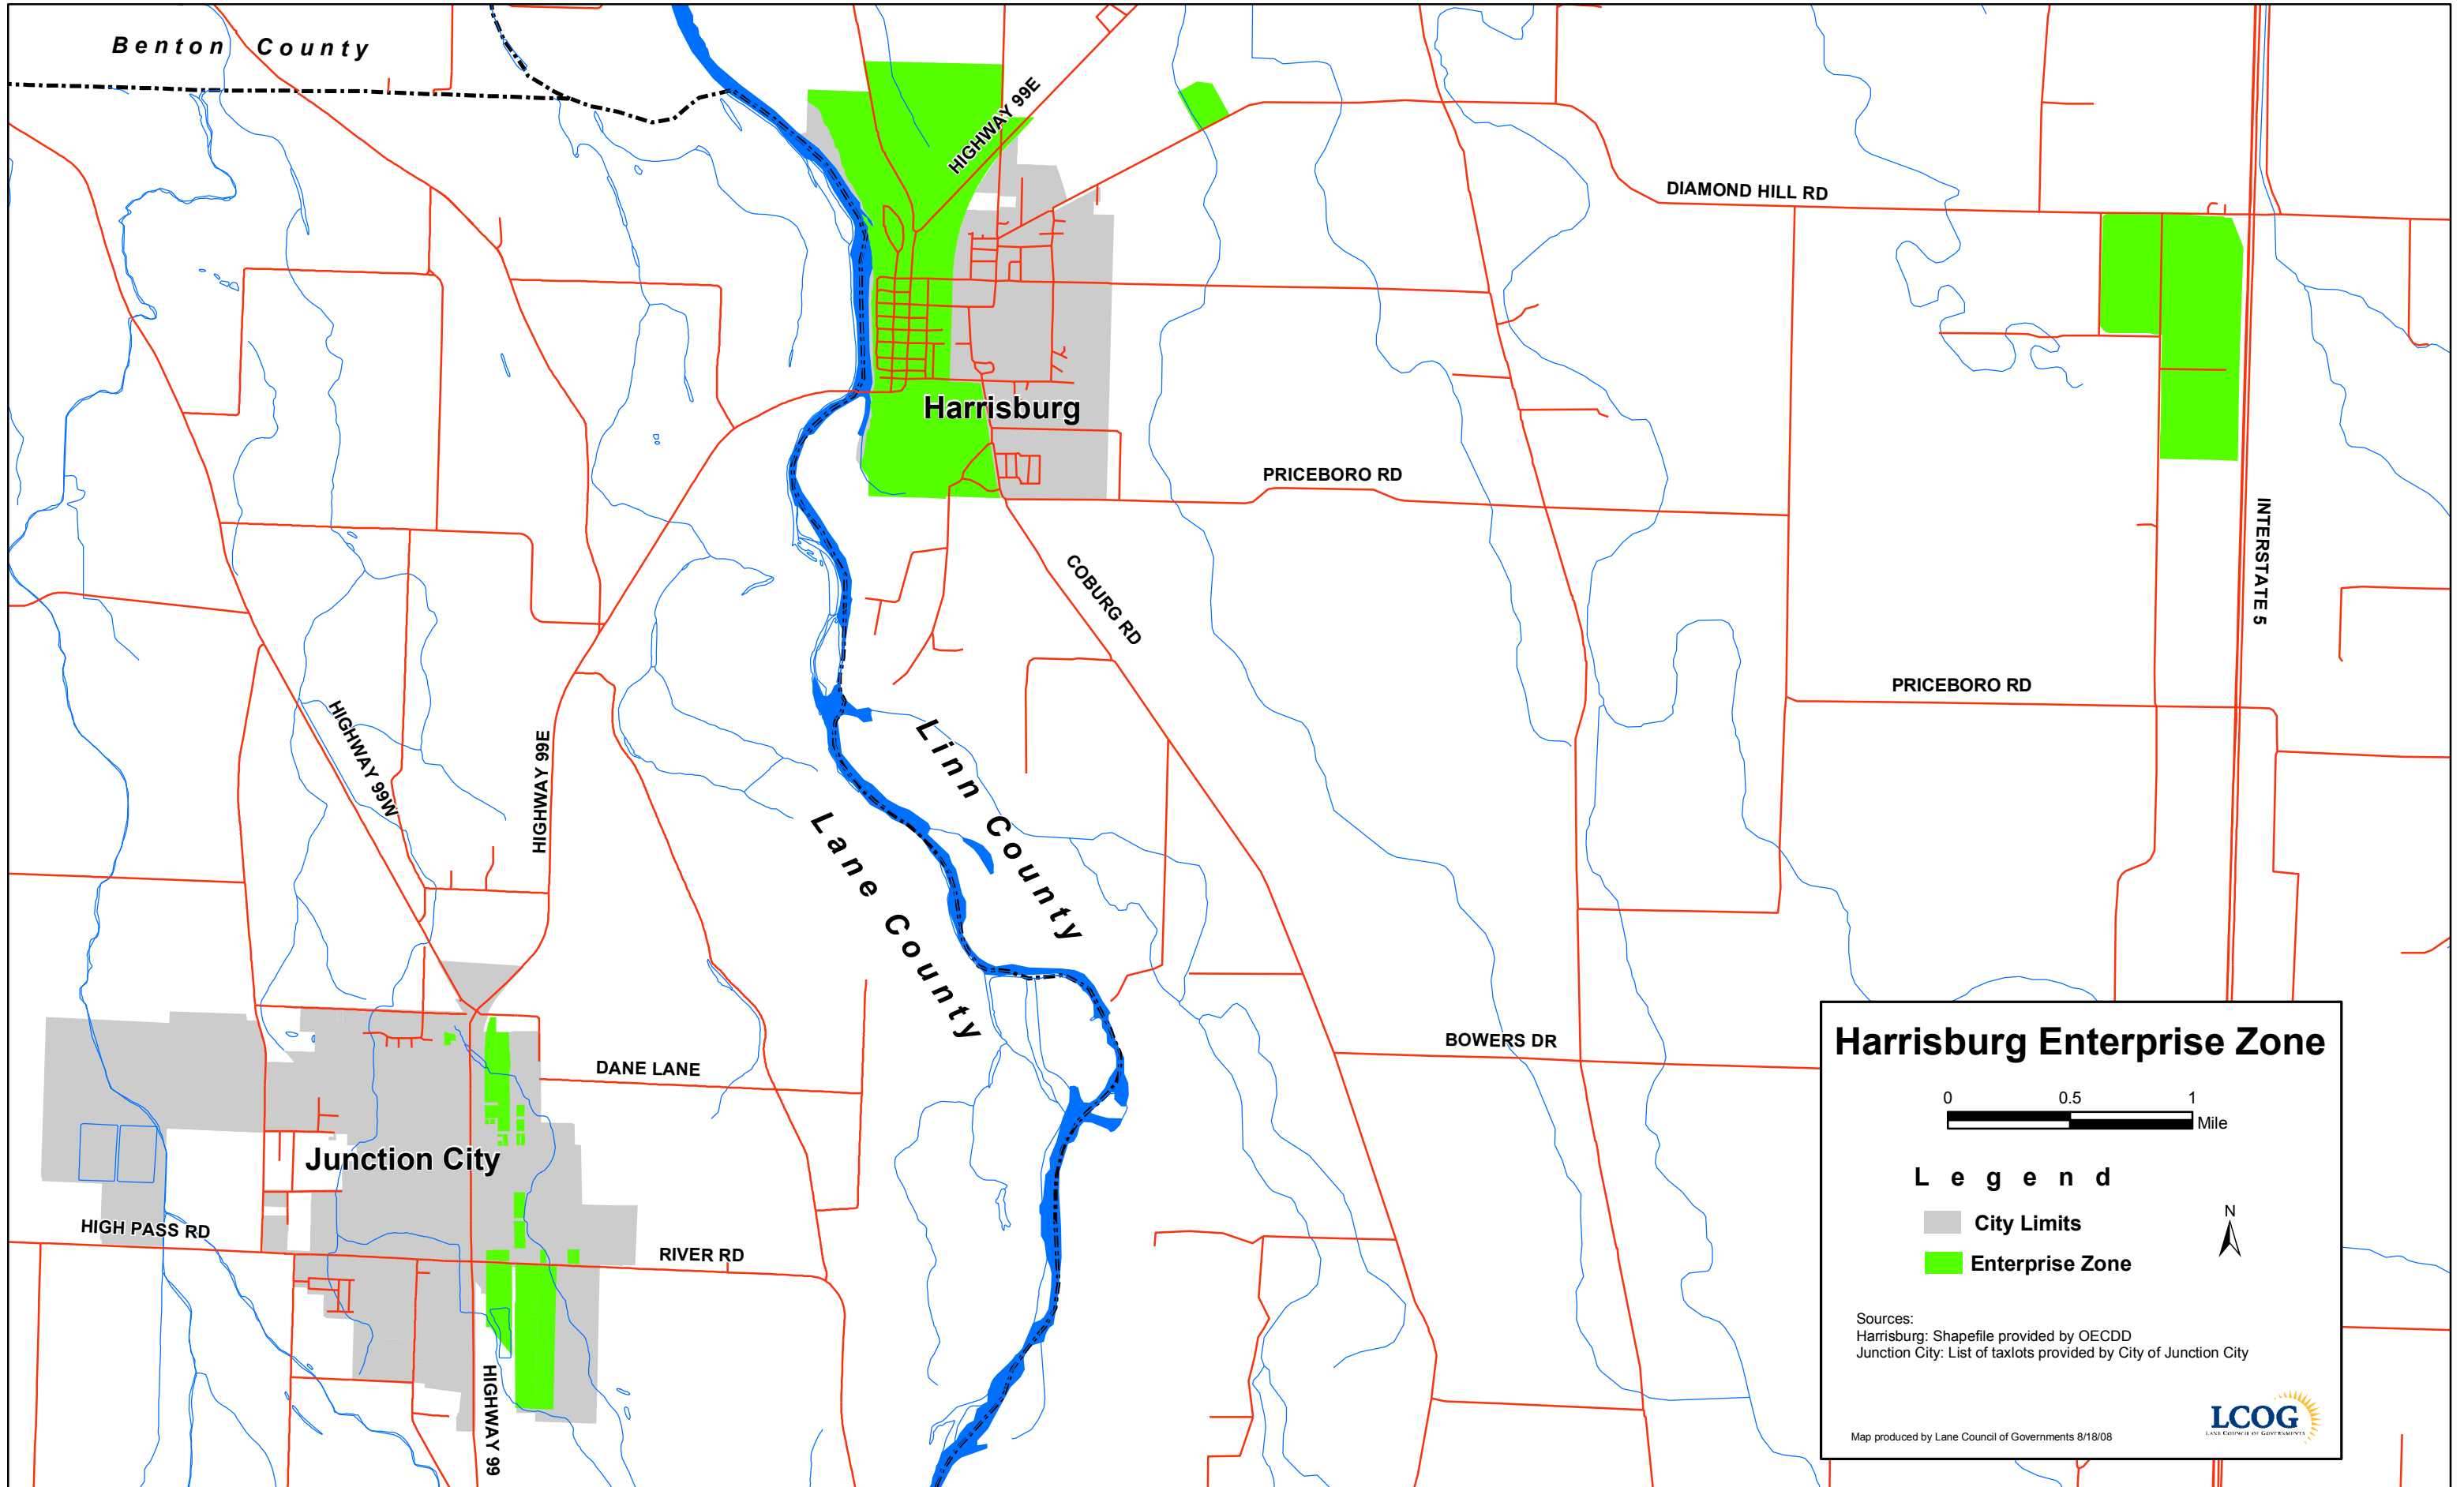 Benton County
HIGHWAY 99E
DIAMOND HILL RD
Harrisburg
PRICEBORO RD
INTERSTATE 5
COBURG RD
PRICEBORO RD
HIGHWAY 99W
HIGHWAY 99E
Linn County
Lane County
DANE LANE
BOWERS DR
Junction City
HIGH PASS RD
RIVER RD
HIGHWAY 99
Harrisburg Enterprise Zone
0 0.5 1
Mile
Legend
N
City Limits
Enterprise Zone
Sources:
Harrisburg: Shapefile provided by OECDD
Junction City: List of taxlots provided by City of Junction City
LCOG
LANE COUNCIL OF GOVERNMENTS
Map produced by Lane Council of Governments 8/18/08